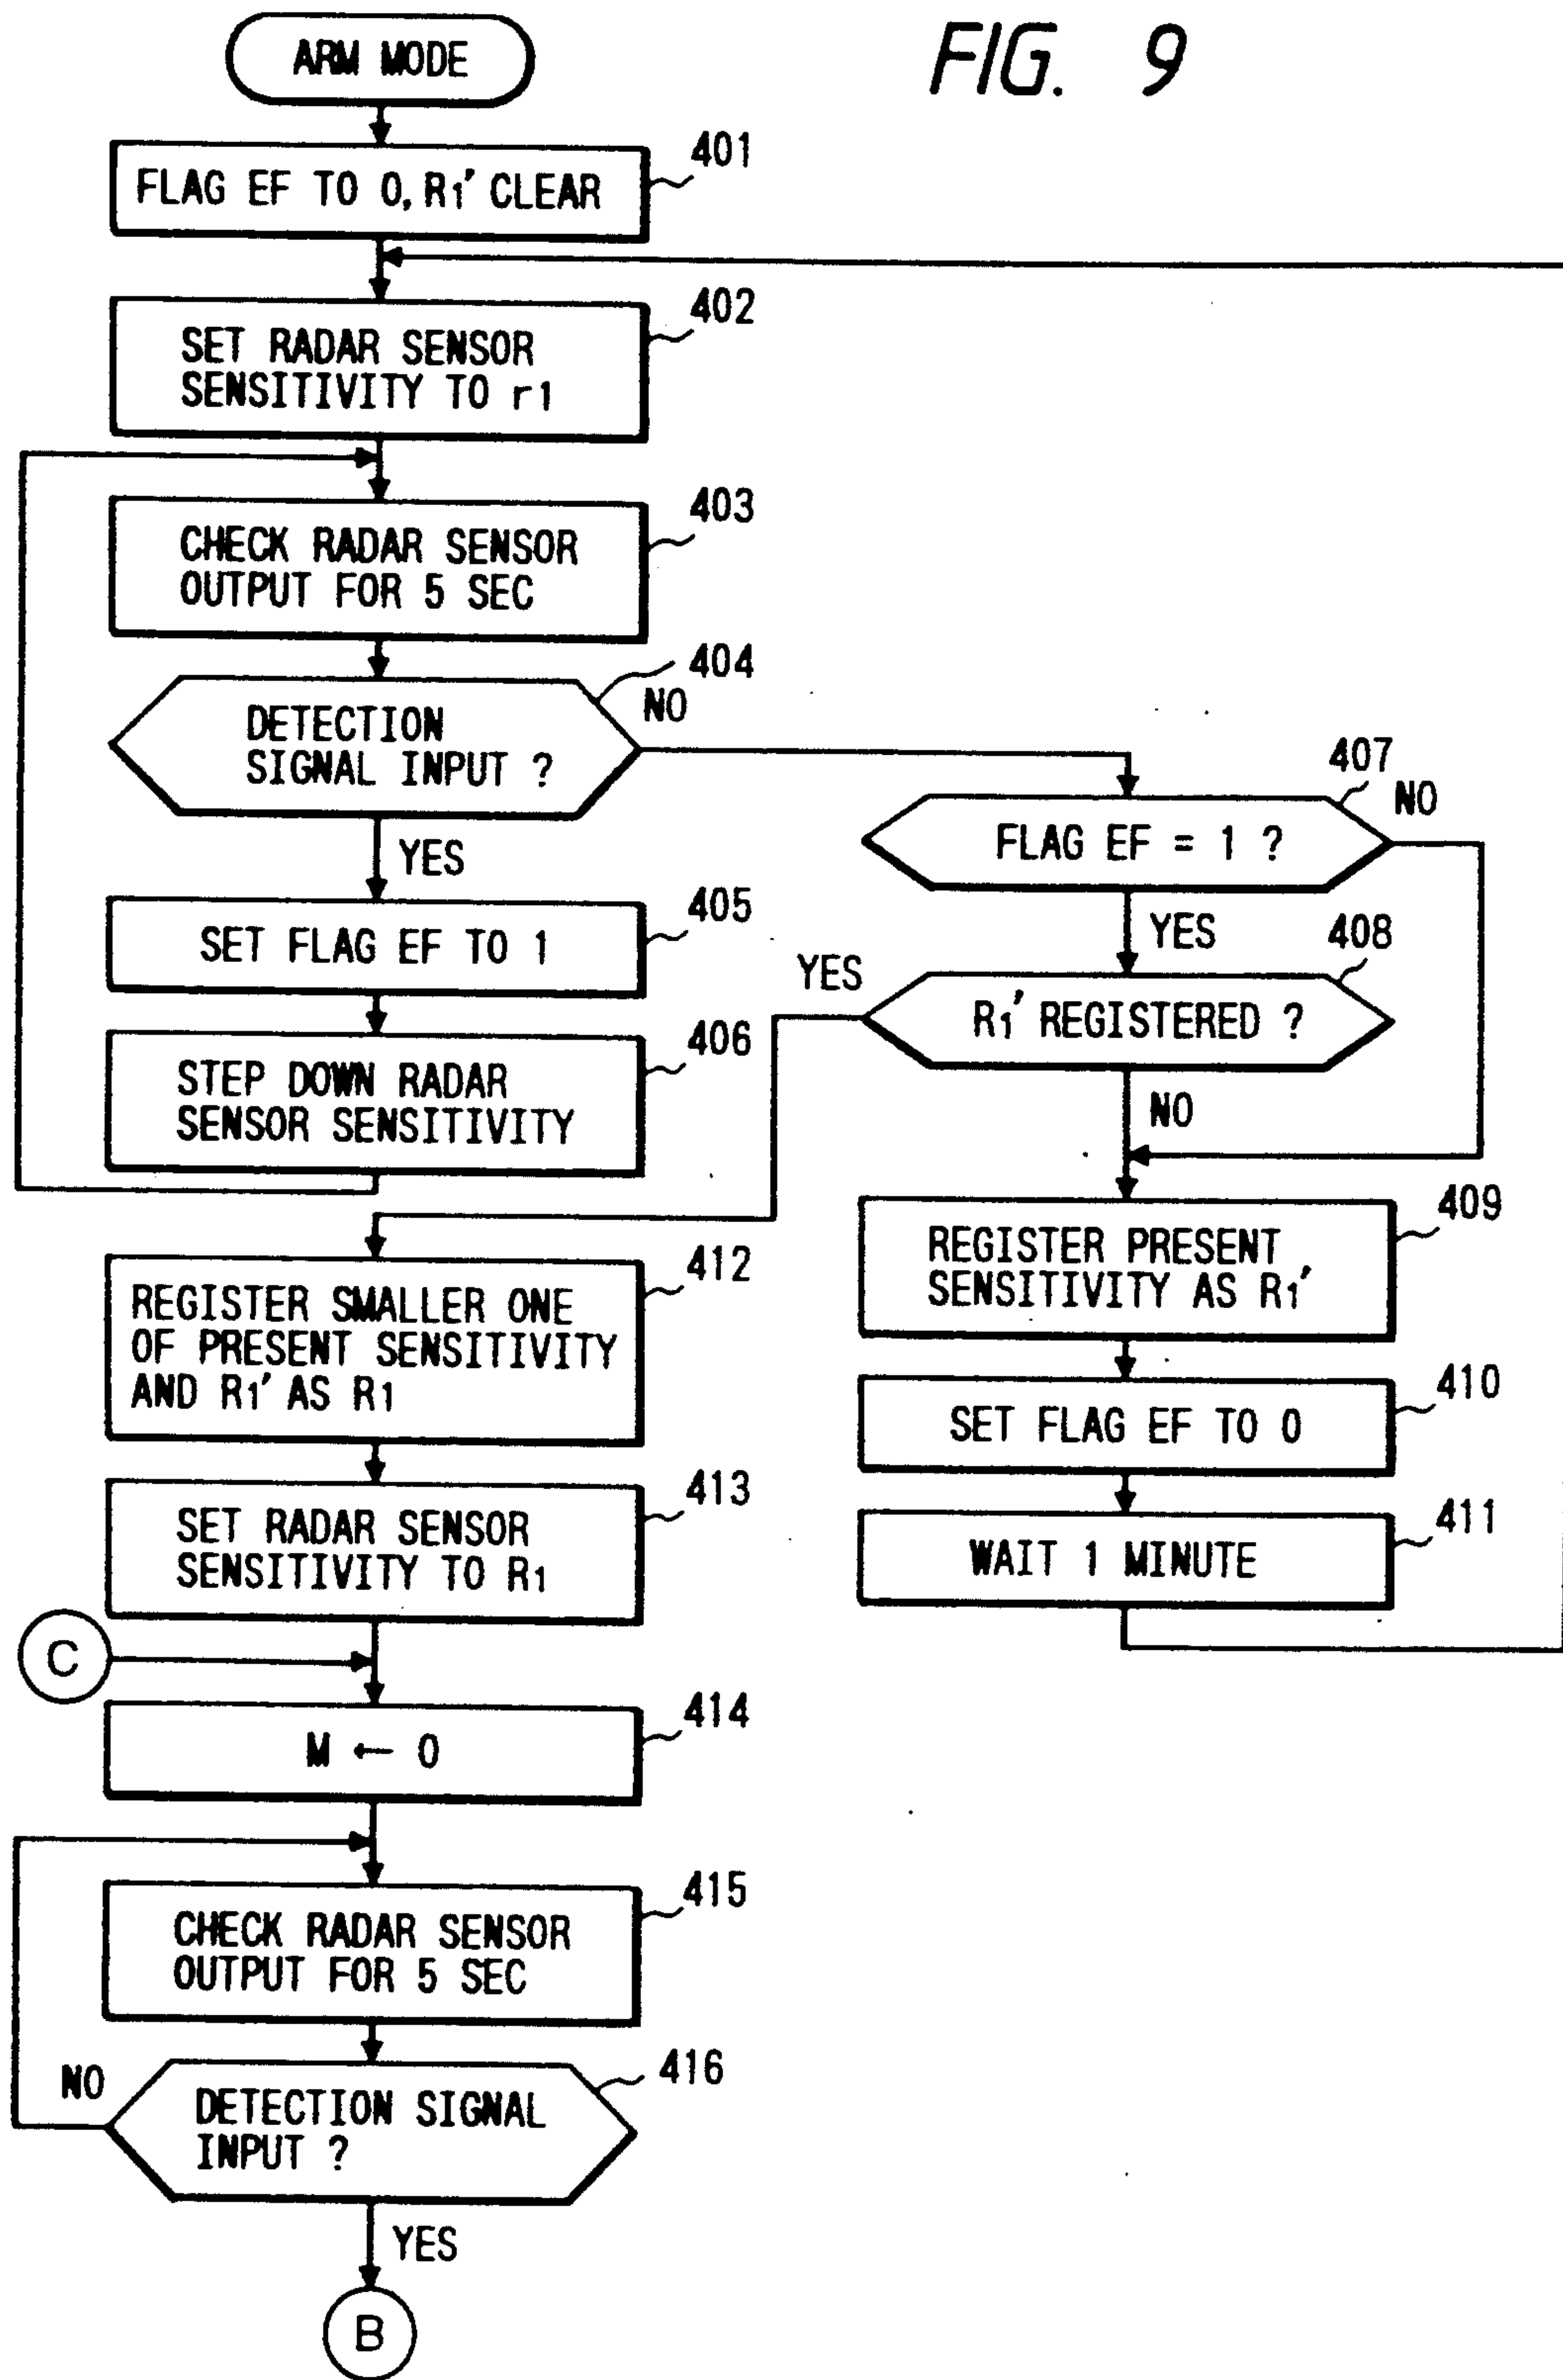 FIG. 9
ARM MODE
401
FLAG EF TO 0, R1' CLEAR
402
SET RADAR SENSOR
SENSITIVITY TO r1
403
CHECK RADAR SENSOR
OUTPUT FOR 5 SEC
404
DETECTION
SIGNAL INPUT ?
NO
YES
405
SET FLAG EF TO 1
406
STEP DOWN RADAR
SENSOR SENSITIVITY
407
FLAG EF = 1 ?
NO
YES
408
R1' REGISTERED ?
YES
NO
409
REGISTER PRESENT
SENSITIVITY AS R1'
410
SET FLAG EF TO 0
411
WAIT 1 MINUTE
412
REGISTER SMALLER ONE
OF PRESENT SENSITIVITY
AND R1' AS R1
413
SET RADAR SENSOR
SENSITIVITY TO R1
C
414
M ← 0
415
CHECK RADAR SENSOR
OUTPUT FOR 5 SEC
416
DETECTION SIGNAL
INPUT ?
NO
YES
B